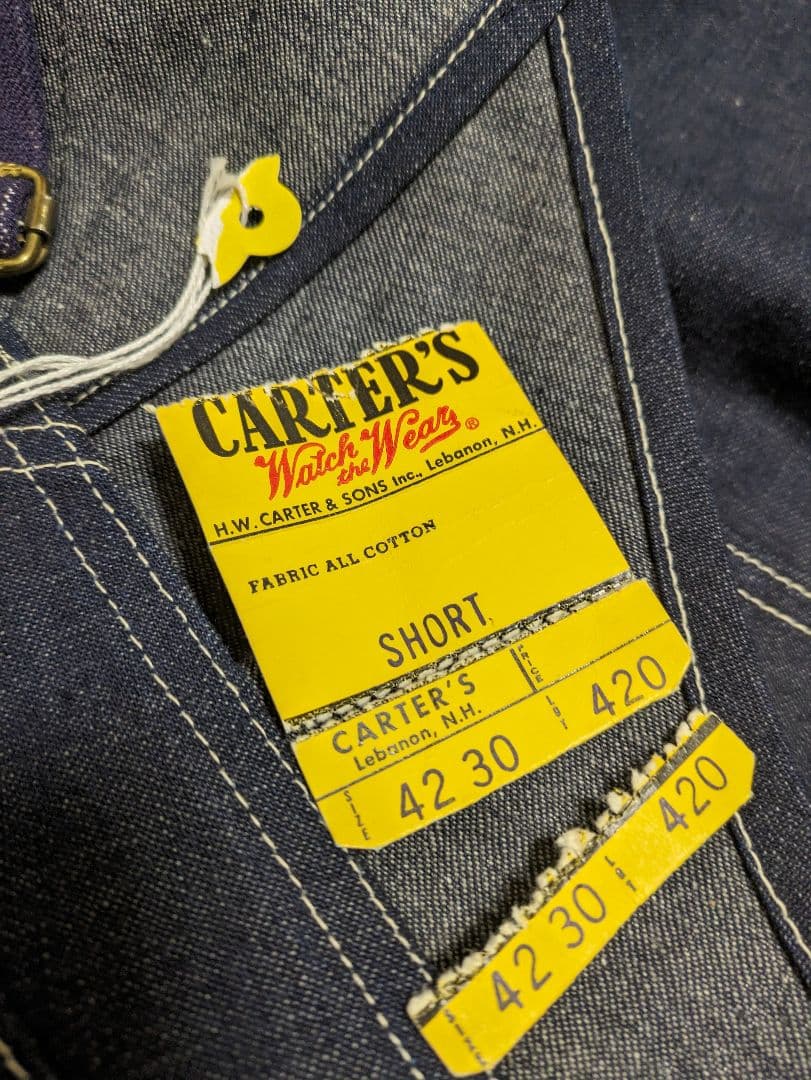 CARTER'S
Watch the Wear®
H.W. CARTER & SONS Inc., Lebanon, N.H.
FABRIC ALL COTTON
SHORT
CARTER'S PRICE
Lebanon, N.H.
SIZE 42 30 LOT 420
SIZE 42 30 LOT 420